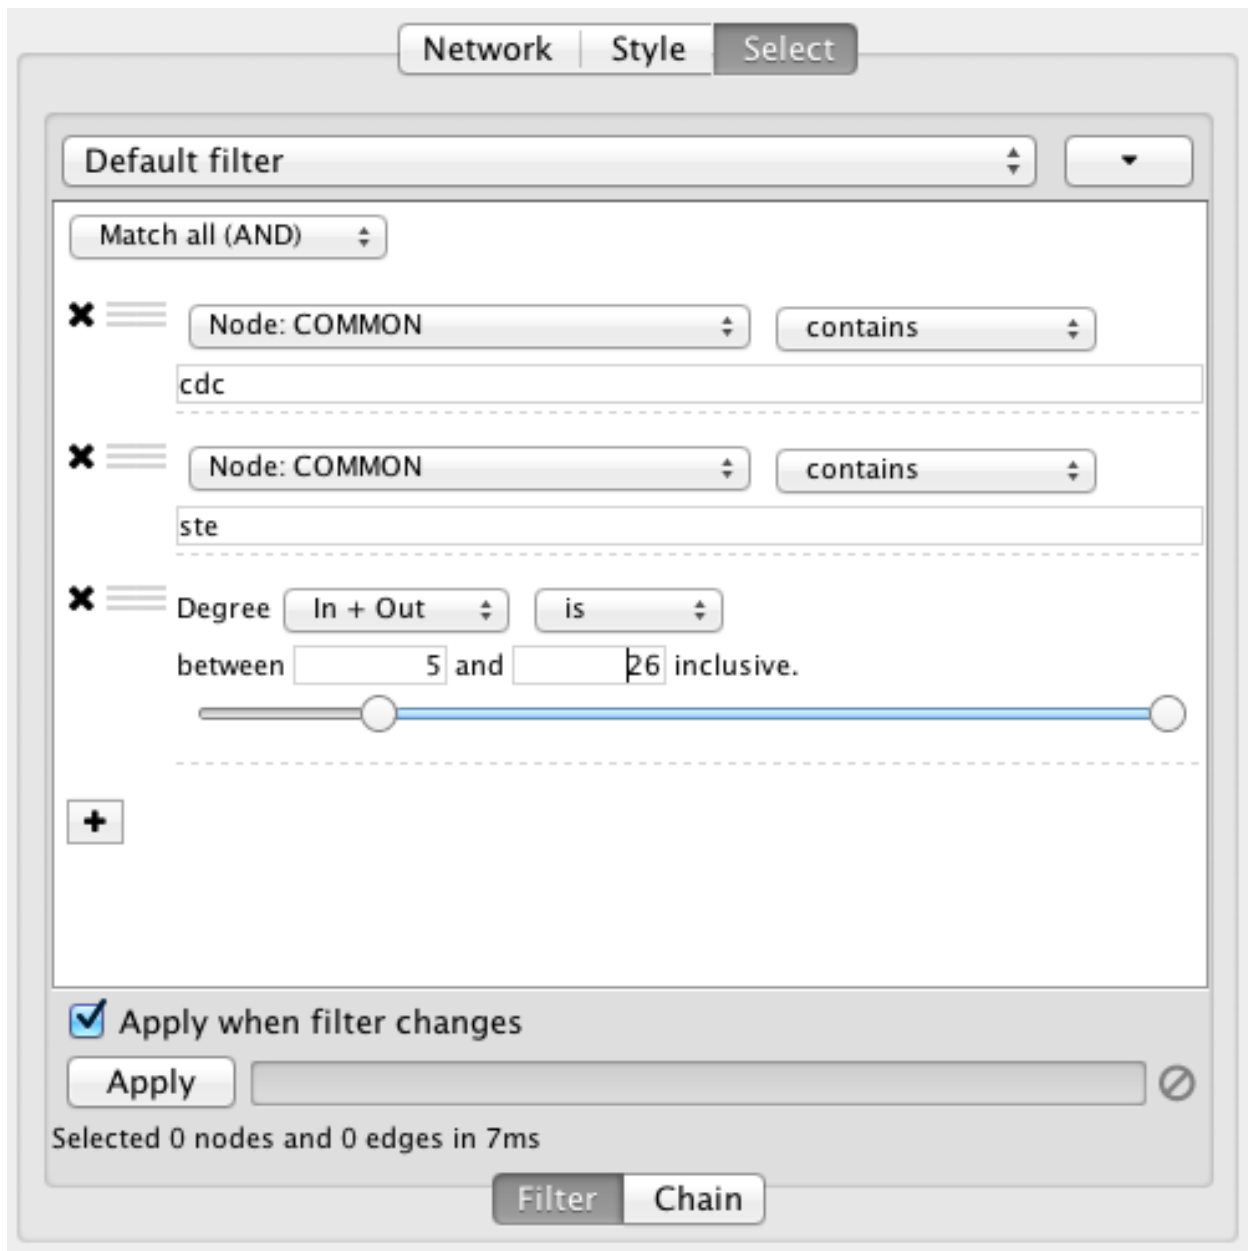 Network Style Select
Default filter
Match all (AND)
Node: COMMON contains
cdc
Node: COMMON contains
ste
Degree In + Out is
between 5 and 26 inclusive.
Apply when filter changes
Apply
Selected 0 nodes and 0 edges in 7ms
Filter Chain